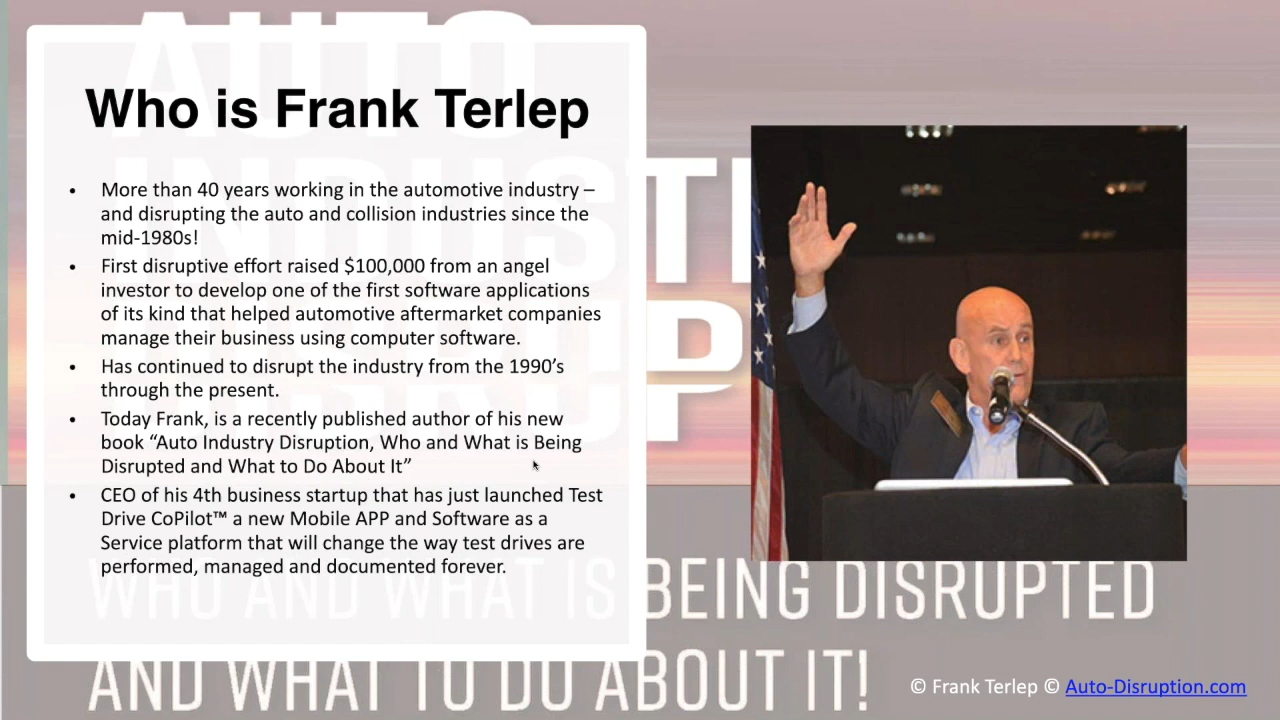 Who is Frank Terlep
• More than 40 years working in the automotive industry –
and disrupting the auto and collision industries since the
mid-1980s!
• First disruptive effort raised $100,000 from an angel
investor to develop one of the first software applications
of its kind that helped automotive aftermarket companies
manage their business using computer software.
• Has continued to disrupt the industry from the 1990’s
through the present.
• Today Frank, is a recently published author of his new
book “Auto Industry Disruption, Who and What is Being
Disrupted and What to Do About It”
• CEO of his 4th business startup that has just launched Test
Drive CoPilot™ a new Mobile APP and Software as a
Service platform that will change the way test drives are
performed, managed and documented forever.
AUTO
WHO AND WHAT IS BEING DISRUPTED
AND WHAT TO DO ABOUT IT!
© Frank Terlep © Auto-Disruption.com